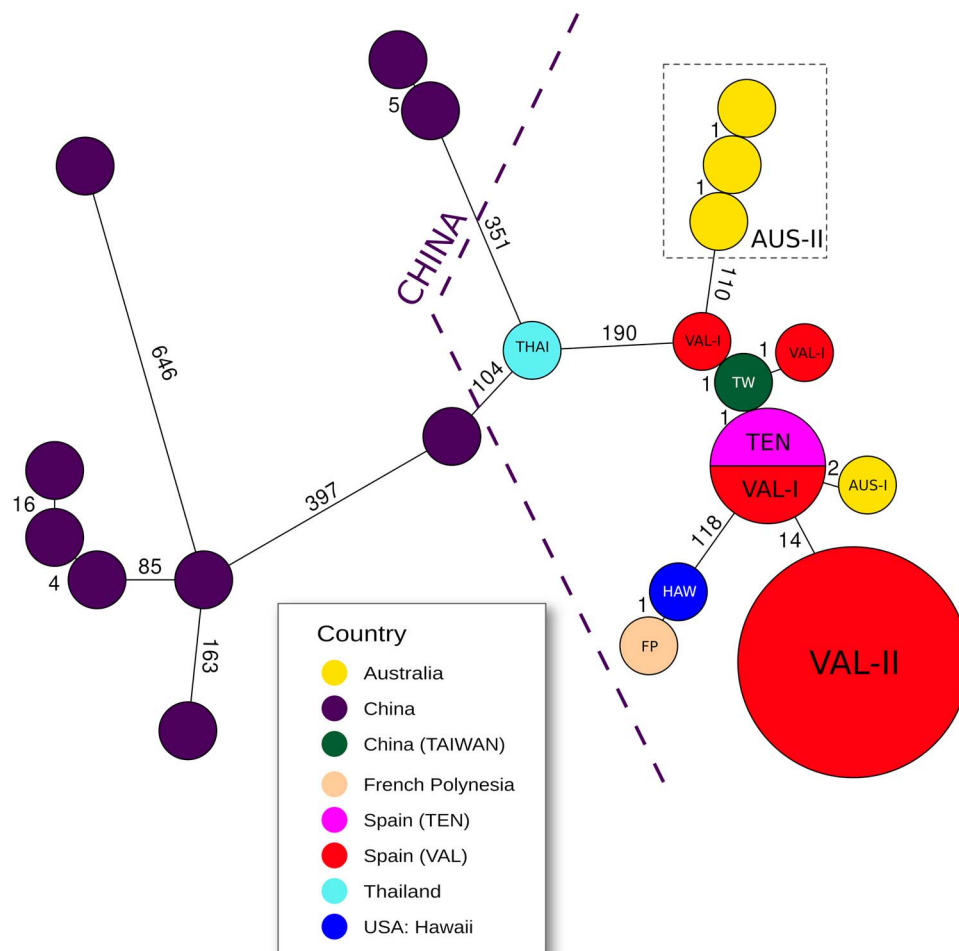 5
1
1
AUS-II
CHINA
351
110
646
THAI
190
VAL-I
1
VAL-I
104
1
TW
1
TEN
VAL-I
2
AUS-I
16
397
118
14
4
85
HAW
1
FP
VAL-II
163
Country
Australia
China
China (TAIWAN)
French Polynesia
Spain (TEN)
Spain (VAL)
Thailand
USA: Hawaii